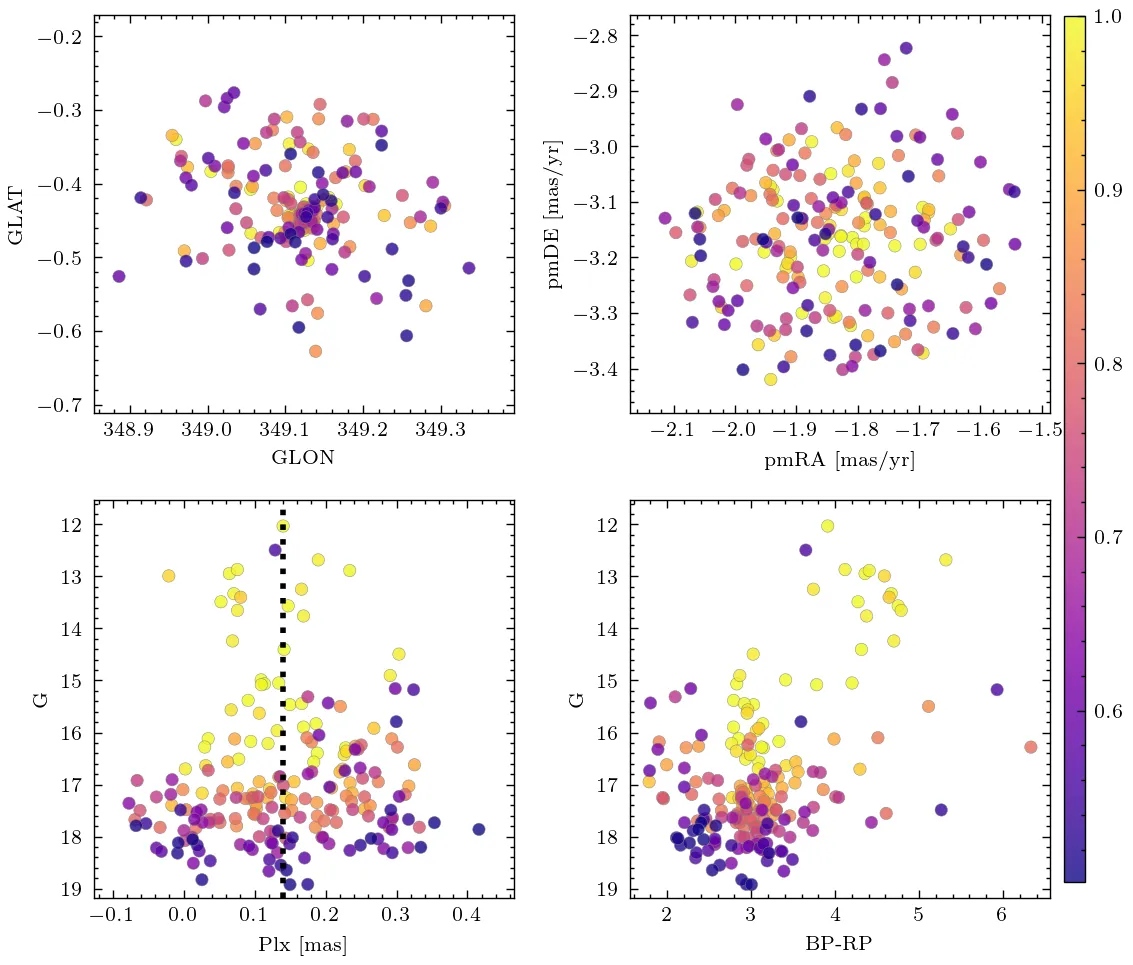 −0.2
−0.3
−0.4
−0.5
−0.6
−0.7
GLAT
348.9 349.0 349.1 349.2 349.3
GLON
−2.8
−2.9
−3.0
−3.1
−3.2
−3.3
−3.4
pmDE [mas/yr]
−2.1 −2.0 −1.9 −1.8 −1.7 −1.6 −1.5
pmRA [mas/yr]
1.0
0.9
0.8
0.7
0.6
12
13
14
15
16
17
18
19
G
−0.1 0.0 0.1 0.2 0.3 0.4
Plx [mas]
12
13
14
15
16
17
18
19
G
2 3 4 5 6
BP-RP